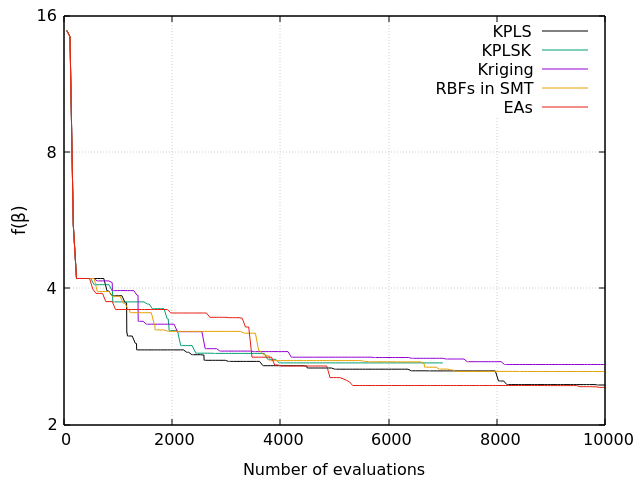 16
8
4
2
f(β)
KPLS
KPLSK
Kriging
RBFs in SMT
EAs
0 2000 4000 6000 8000 10000
Number of evaluations